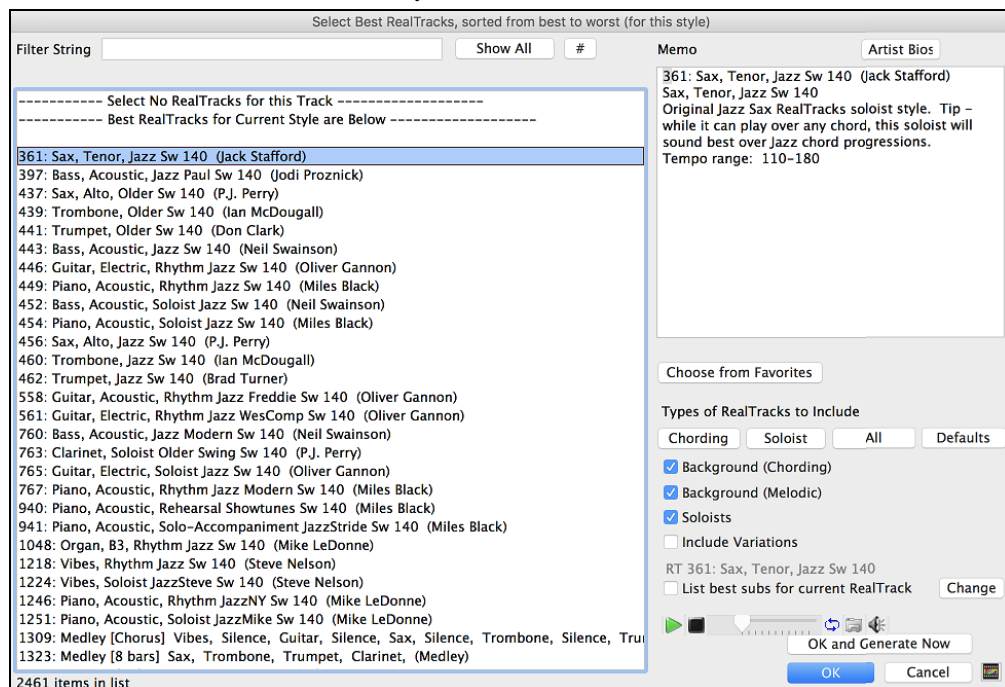 Select Best RealTracks, sorted from best to worst (for this style)
Filter String
Show All
#
----------- Select No RealTracks for this Track -------------------
----------- Best RealTracks for Current Style are Below -------------------
361: Sax, Tenor, Jazz Sw 140 (Jack Stafford)
397: Bass, Acoustic, Jazz Paul Sw 140 (Jodi Proznick)
437: Sax, Alto, Older Sw 140 (P.J. Perry)
439: Trombone, Older Sw 140 (Ian McDougall)
441: Trumpet, Older Sw 140 (Don Clark)
443: Bass, Acoustic, Jazz Sw 140 (Neil Swainson)
446: Guitar, Electric, Rhythm Jazz Sw 140 (Oliver Gannon)
449: Piano, Acoustic, Rhythm Jazz Sw 140 (Miles Black)
452: Bass, Acoustic, Soloist Jazz Sw 140 (Neil Swainson)
454: Piano, Acoustic, Soloist Jazz Sw 140 (Miles Black)
456: Sax, Alto, Jazz Sw 140 (P.J. Perry)
460: Trombone, Jazz Sw 140 (Ian McDougall)
462: Trumpet, Jazz Sw 140 (Brad Turner)
558: Guitar, Acoustic, Rhythm Jazz Freddie Sw 140 (Oliver Gannon)
561: Guitar, Electric, Rhythm Jazz WesComp Sw 140 (Oliver Gannon)
760: Bass, Acoustic, Jazz Modern Sw 140 (Neil Swainson)
763: Clarinet, Soloist Older Swing Sw 140 (P.J. Perry)
765: Guitar, Electric, Soloist Jazz Sw 140 (Oliver Gannon)
767: Piano, Acoustic, Rhythm Jazz Modern Sw 140 (Miles Black)
940: Piano, Acoustic, Rehearsal Showtunes Sw 140 (Miles Black)
941: Piano, Acoustic, Solo-Accompaniment JazzStride Sw 140 (Miles Black)
1048: Organ, B3, Rhythm Jazz Sw 140 (Mike LeDonne)
1218: Vibes, Rhythm Jazz Sw 140 (Steve Nelson)
1224: Vibes, Soloist JazzSteve Sw 140 (Steve Nelson)
1246: Piano, Acoustic, Rhythm JazzNY Sw 140 (Mike LeDonne)
1251: Piano, Acoustic, Soloist JazzMike Sw 140 (Mike LeDonne)
1309: Medley [Chorus] Vibes, Silence, Guitar, Silence, Sax, Silence, Trombone, Silence, Tru
1323: Medley [8 bars] Sax, Trombone, Trumpet, Clarinet, (Medley)
2461 items in list
Memo
Artist Bios
361: Sax, Tenor, Jazz Sw 140 (Jack Stafford)
Sax, Tenor, Jazz Sw 140
Original Jazz Sax RealTracks soloist style. Tip -
while it can play over any chord, this soloist will
sound best over Jazz chord progressions.
Tempo range: 110-180
Choose from Favorites
Types of RealTracks to Include
Chording
Soloist
All
Defaults
Background (Chording)
Background (Melodic)
Soloists
Include Variations
RT 361: Sax, Tenor, Jazz Sw 140
List best subs for current RealTrack
Change
OK and Generate Now
OK
Cancel